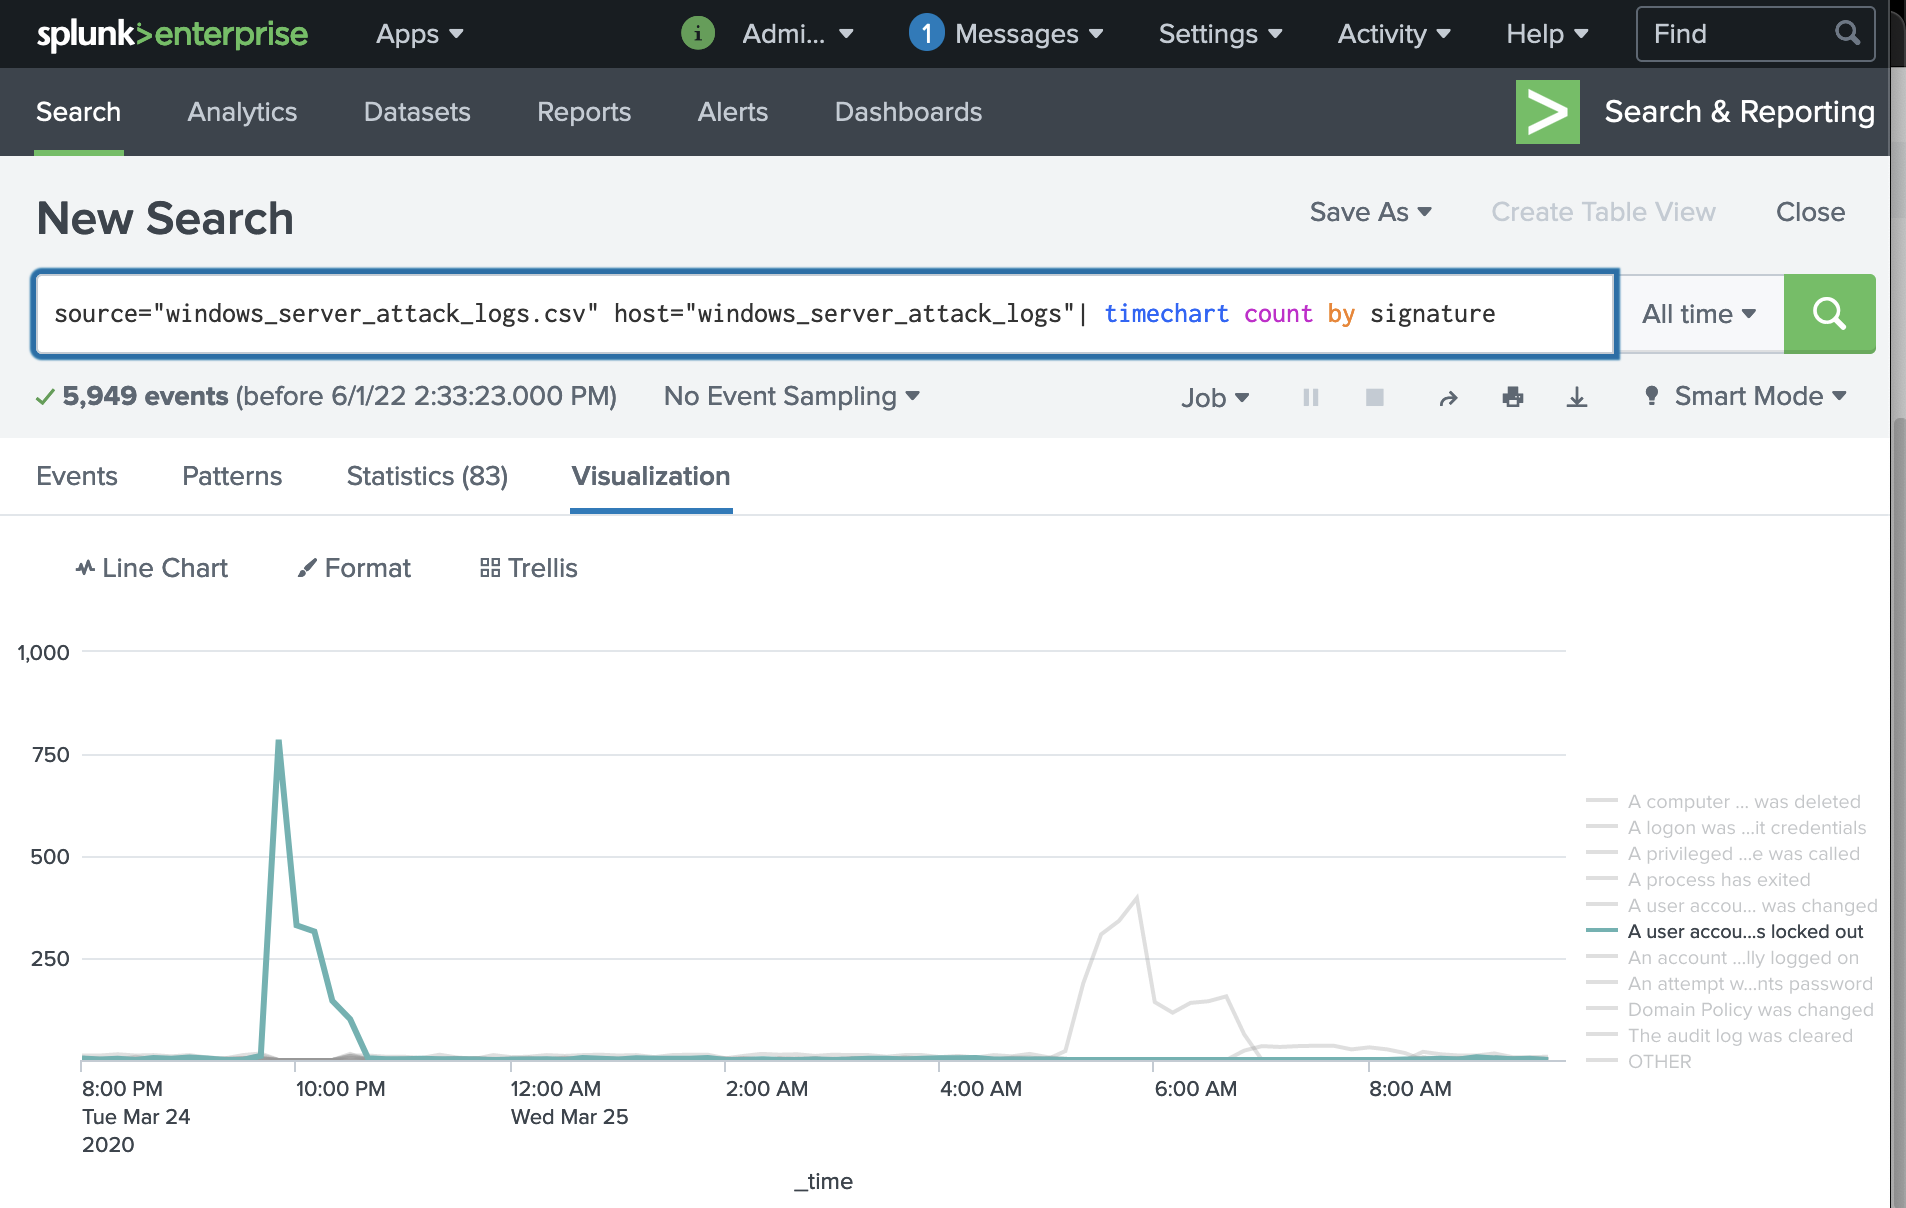 splunk>enterprise Apps i Admi... 1 Messages Settings Activity Help Find
Search Analytics Datasets Reports Alerts Dashboards > Search & Reporting
New Search Save As Create Table View Close
source="windows_server_attack_logs.csv" host="windows_server_attack_logs"| timechart count by signature All time
5,949 events (before 6/1/22 2:33:23.000 PM) No Event Sampling Job Smart Mode
Events Patterns Statistics (83) Visualization
Line Chart Format Trellis
1,000
750
500
250
A computer ... was deleted
A logon was ...it credentials
A privileged ...e was called
A process has exited
A user accou... was changed
A user accou...s locked out
An account ...lly logged on
An attempt w...nts password
Domain Policy was changed
The audit log was cleared
OTHER
8:00 PM 10:00 PM 12:00 AM 2:00 AM 4:00 AM 6:00 AM 8:00 AM
Tue Mar 24 Wed Mar 25
2020
_time